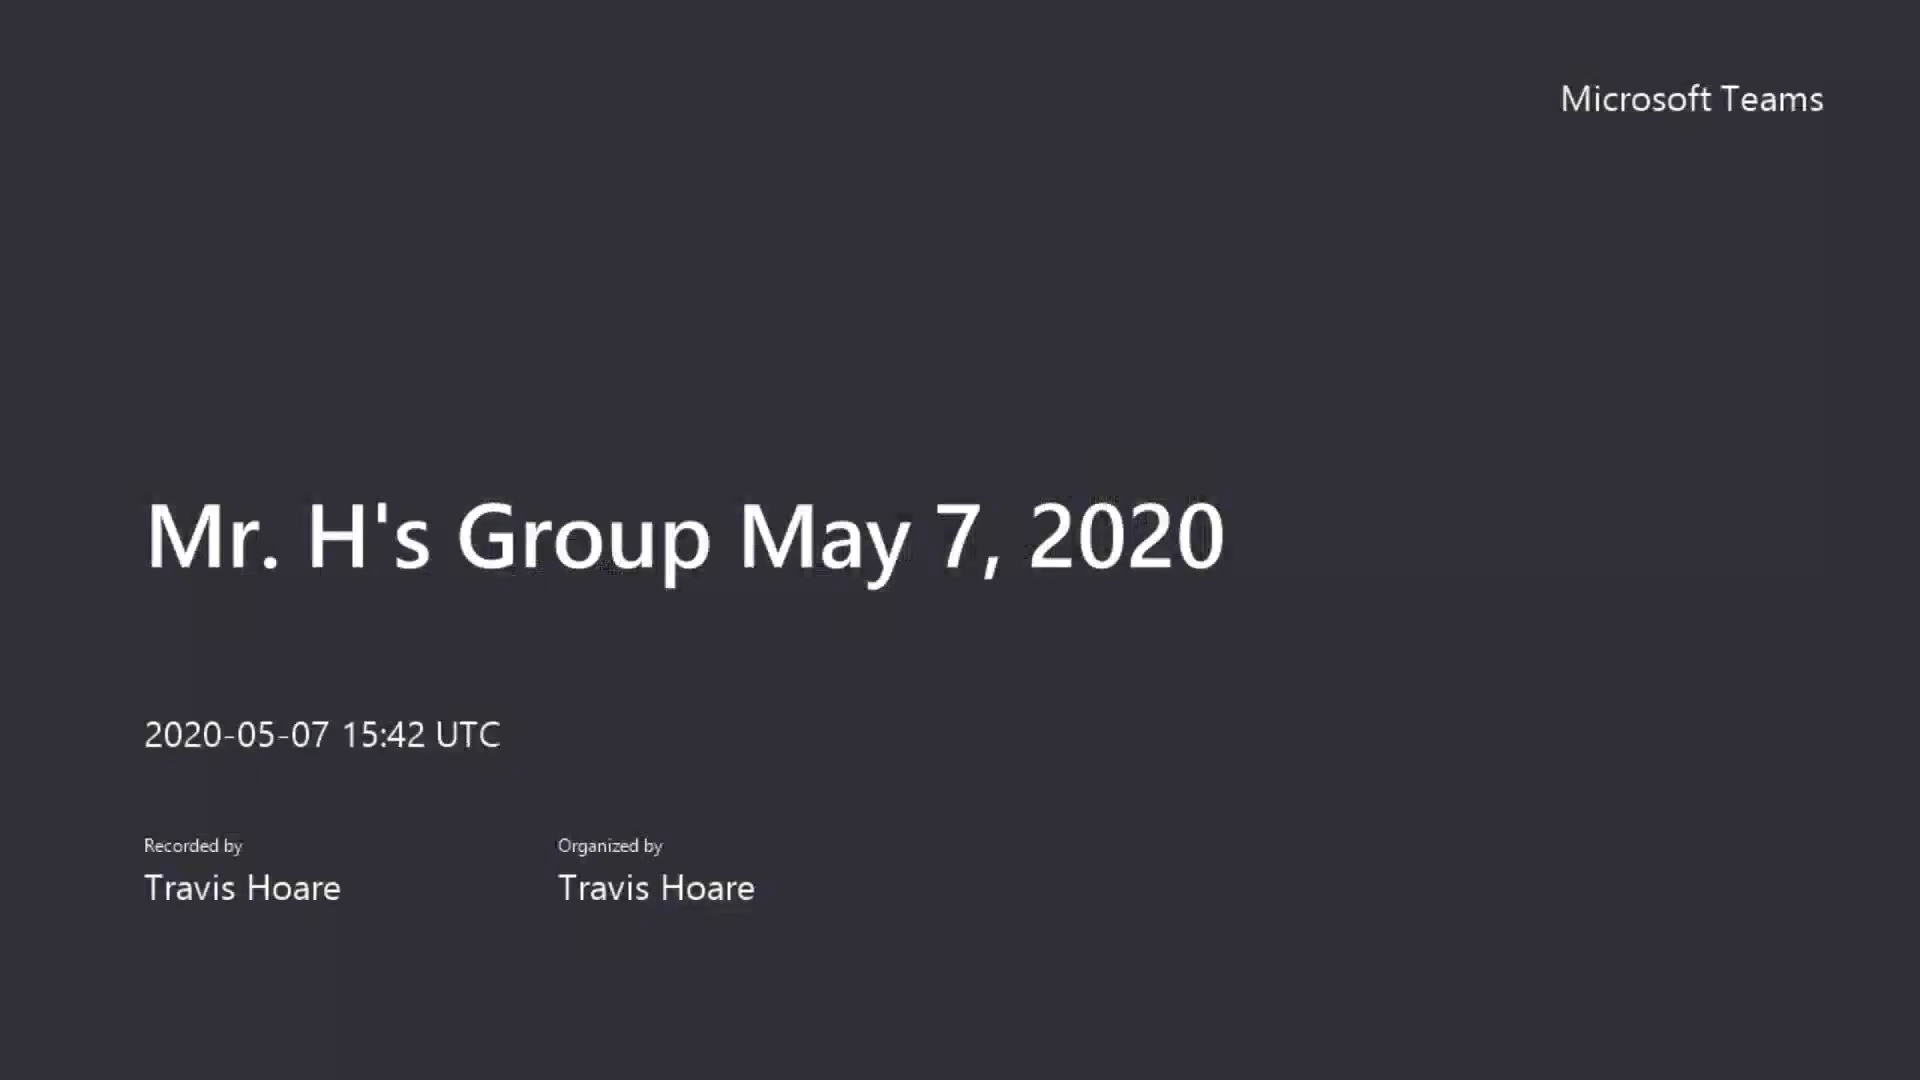 Microsoft Teams
Mr. H's Group May 7, 2020
2020-05-07 15:42 UTC
Recorded by
Travis Hoare
Organized by
Travis Hoare